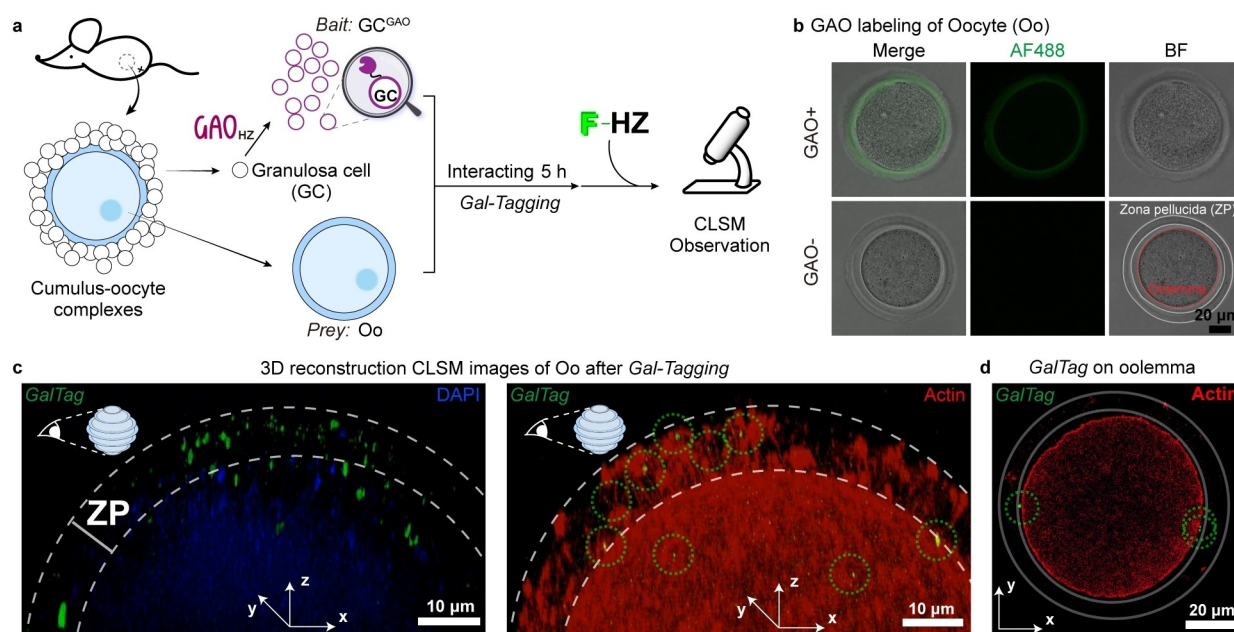 a
Bait: GC^GAO
GC
GAO_HZ
Granulosa cell
(GC)
Cumulus-oocyte
complexes
Prey: Oo
Interacting 5 h
Gal-Tagging
F-HZ
CLSM
Observation
b GAO labeling of Oocyte (Oo)
Merge AF488 BF
GAO+
GAO-
Zona pellucida (ZP)
Oolemma
20 µm
c 3D reconstruction CLSM images of Oo after Gal-Tagging
GalTag DAPI
ZP
z
y
x
10 µm
GalTag Actin
z
y
x
10 µm
d GalTag on oolemma
GalTag Actin
y
x
20 µm